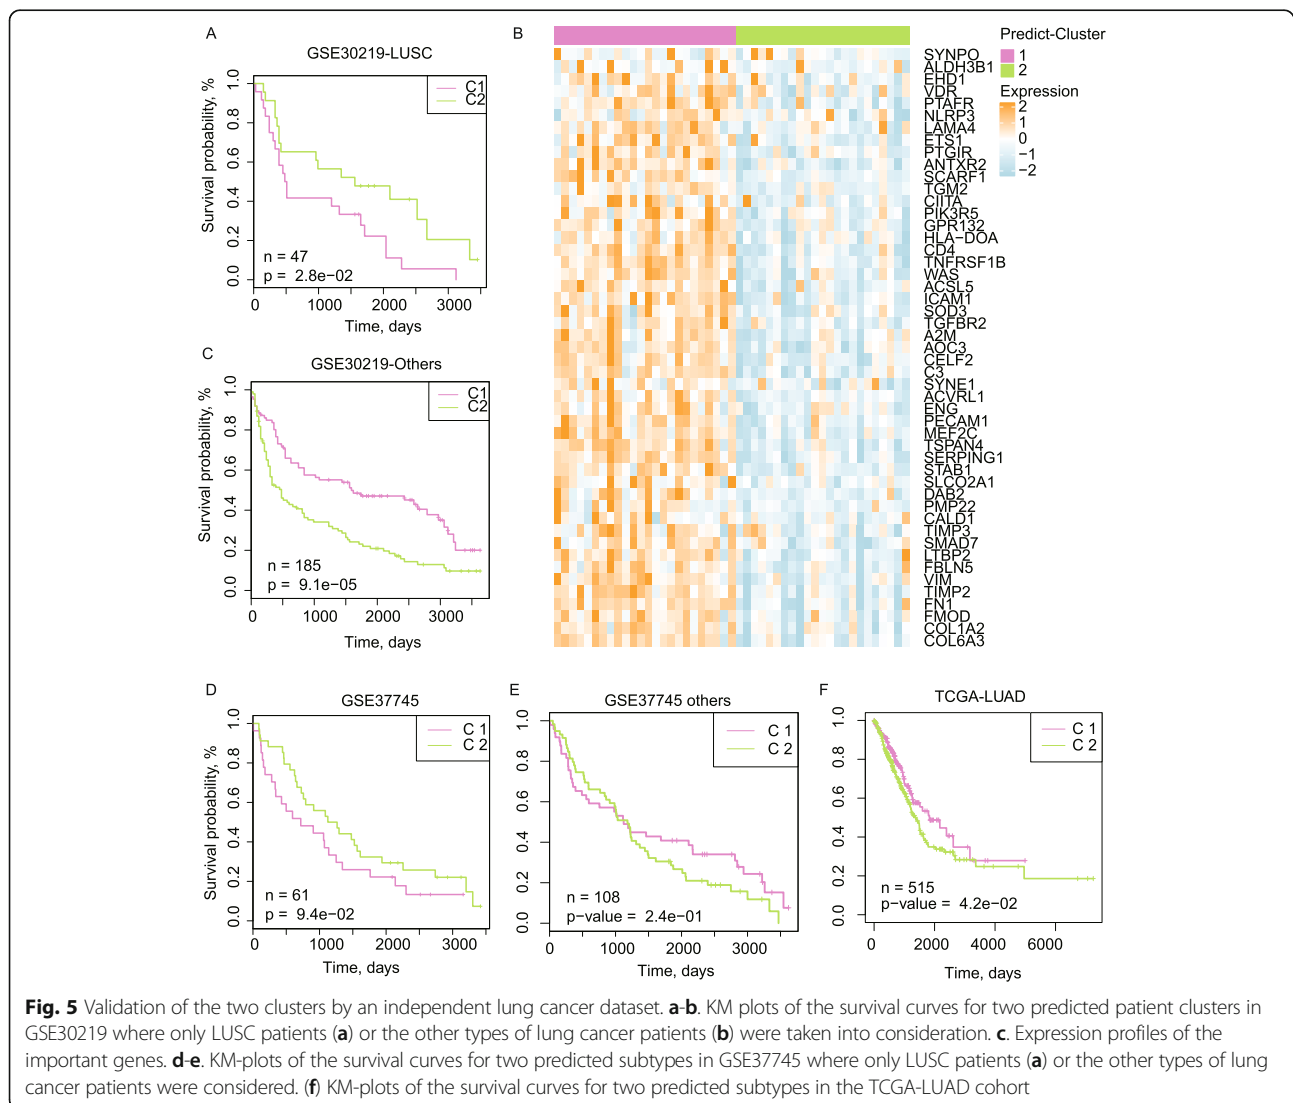 A
GSE30219-LUSC
Survival probability, %
1.0
0.8
0.6
0.4
0.2
0.0
C1
C2
n = 47
p = 2.8e−02
0
1000
2000
3000
Time, days
B
Predict-Cluster
1
2
Expression
2
1
0
−1
−2
SYNPO
ALDH3B1
EHD1
VDR
PTAFR
NLRP3
LAMA4
ETS1
PTGIR
ANTXR2
SCARF1
TGM2
CIITA
PIK3R5
GPR132
HLA−DOA
CD4
TNFRSF1B
WAS
ACSL5
ICAM1
SOD3
TGFBR2
A2M
AOC3
CELF2
C3
SYNE1
ACVRL1
ENG
PECAM1
MEF2C
TSPAN4
SERPING1
STAB1
SLCO2A1
DAB2
PMP22
CALD1
TIMP3
SMAD7
LTBP2
FBLN5
VIM
TIMP2
FN1
FMOD
COL1A2
COL6A3
C
GSE30219-Others
Survival probability, %
1.0
0.8
0.6
0.4
0.2
0.0
C1
C2
n = 185
p = 9.1e−05
0
1000
2000
3000
Time, days
D
GSE37745
Survival probability, %
1.0
0.8
0.6
0.4
0.2
0.0
C 1
C 2
n = 61
p = 9.4e−02
0
1000
2000
3000
Time, days
E
GSE37745 others
1.0
0.8
0.6
0.4
0.2
0.0
C 1
C 2
n = 108
p−value = 2.4e−01
0
1000
2000
3000
Time, days
F
TCGA-LUAD
1.0
0.8
0.6
0.4
0.2
0.0
C 1
C 2
n = 515
p−value = 4.2e−02
0
2000
4000
6000
Time, days
Fig. 5 Validation of the two clusters by an independent lung cancer dataset. a-b. KM plots of the survival curves for two predicted patient clusters in
GSE30219 where only LUSC patients (a) or the other types of lung cancer patients (b) were taken into consideration. c. Expression profiles of the
important genes. d-e. KM-plots of the survival curves for two predicted subtypes in GSE37745 where only LUSC patients (a) or the other types of lung
cancer patients were considered. (f) KM-plots of the survival curves for two predicted subtypes in the TCGA-LUAD cohort